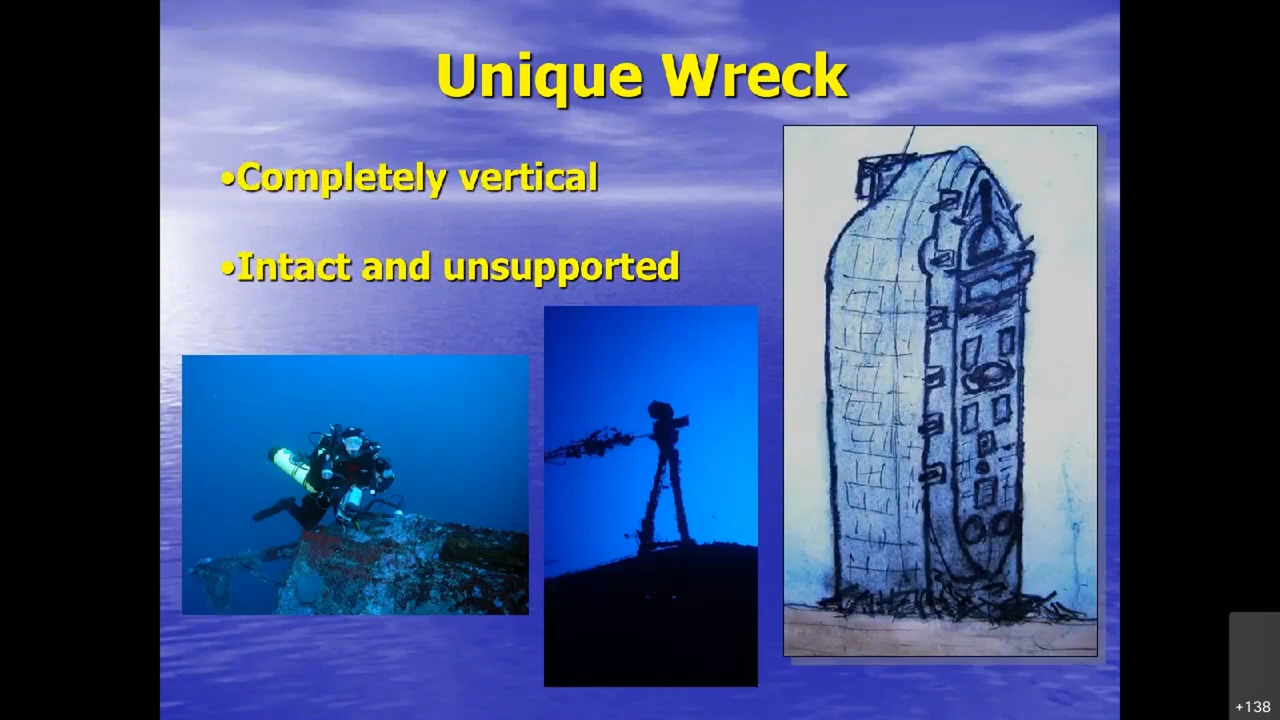 Unique Wreck
•Completely vertical
•Intact and unsupported
+138